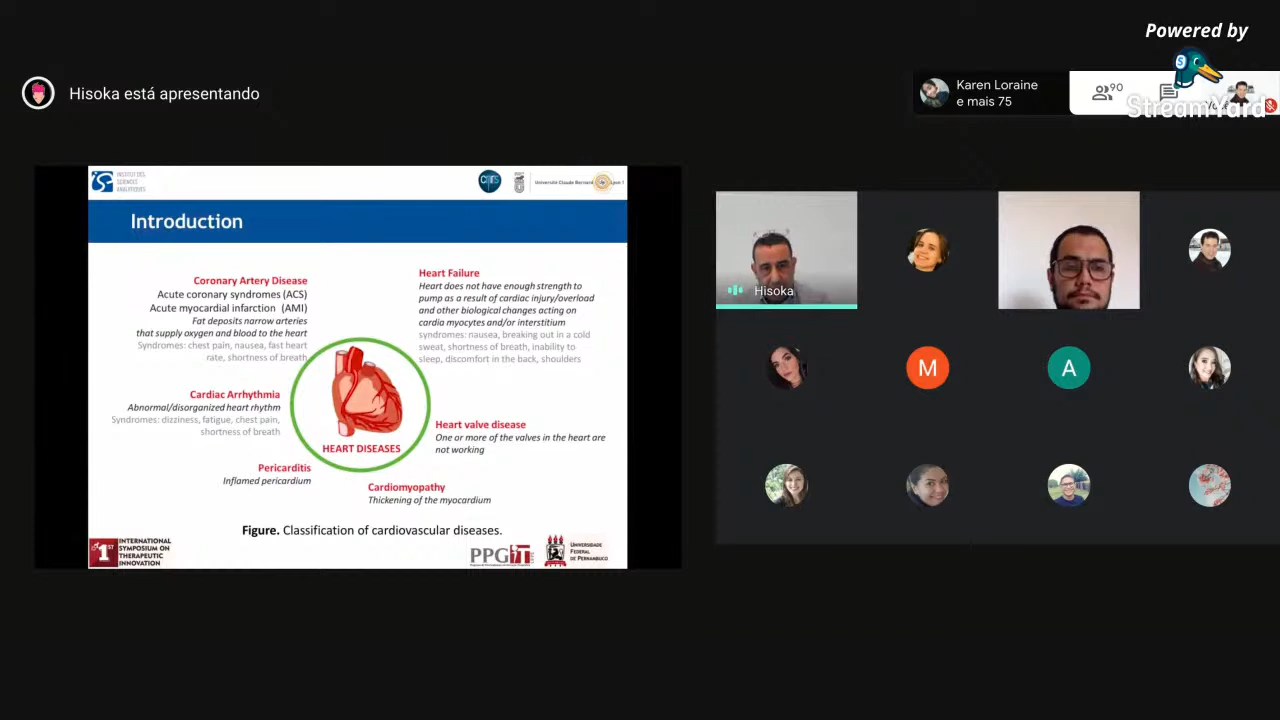 Powered by
StreamYard
Hisoka está apresentando
Karen Loraine
e mais 75
90
INSTITUT DES
SCIENCES
ANALYTIQUES
cnrs
Université Claude Bernard Lyon 1
Introduction
Coronary Artery Disease
Acute coronary syndromes (ACS)
Acute myocardial infarction (AMI)
Fat deposits narrow arteries
that supply oxygen and blood to the heart
Syndromes: chest pain, nausea, fast heart
rate, shortness of breath
Heart Failure
Heart does not have enough strength to
pump as a result of cardiac injury/overload
and other biological changes acting on
cardia myocytes and/or interstitium
syndromes: nausea, breaking out in a cold
sweat, shortness of breath, inability to
sleep, discomfort in the back, shoulders
Cardiac Arrhythmia
Abnormal/disorganized heart rhythm
Syndromes: dizziness, fatigue, chest pain,
shortness of breath
Heart valve disease
One or more of the valves in the heart are
not working
HEART DISEASES
Pericarditis
Inflamed pericardium
Cardiomyopathy
Thickening of the myocardium
Figure. Classification of cardiovascular diseases.
1ST
INTERNATIONAL
SYMPOSIUM ON
THERAPEUTIC
INNOVATION
PPGIT
UNIVERSIDADE
FEDERAL
DE PERNAMBUCO
Hisoka
M
A